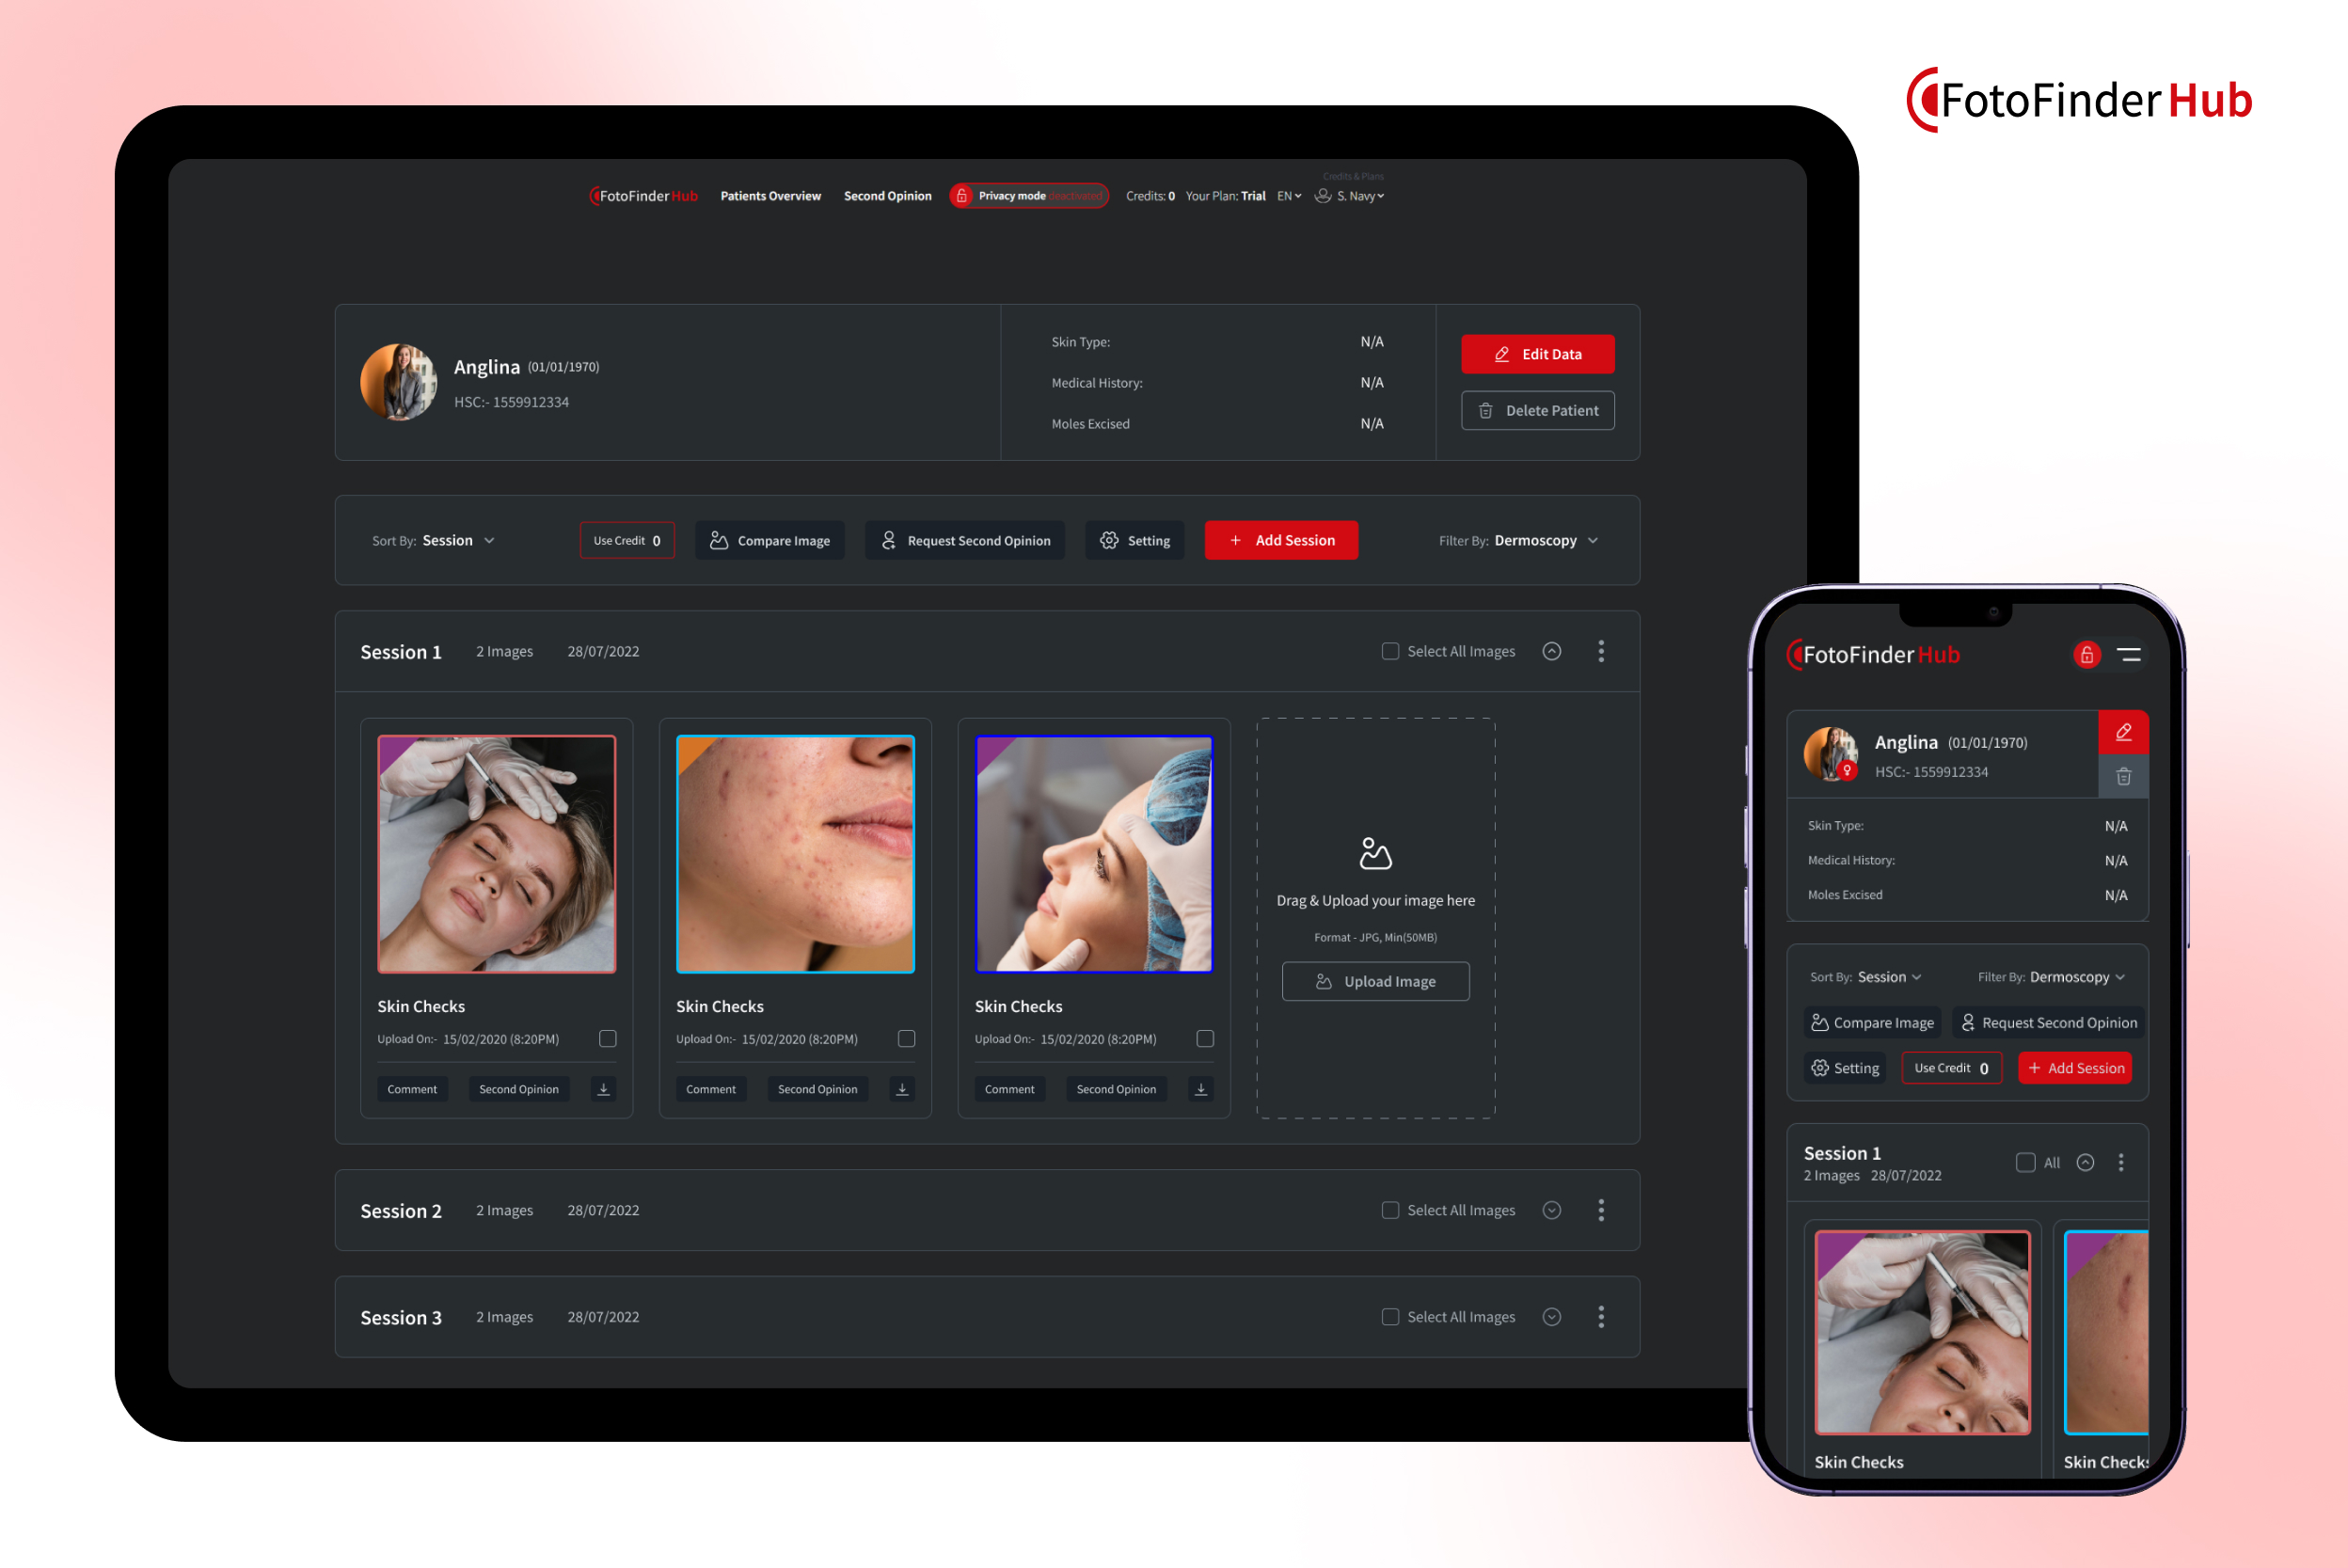 FotoFinder Hub
Credits & Plans
FotoFinder Hub Patients Overview Second Opinion Privacy mode deactivated Credits: 0 Your Plan: Trial EN S. Navy
Anglina (01/01/1970)
HSC:- 1559912334
Skin Type: N/A
Medical History: N/A
Moles Excised N/A
Edit Data
Delete Patient
Sort By: Session Use Credit 0 Compare Image Request Second Opinion Setting + Add Session Filter By: Dermoscopy
Session 1 2 Images 28/07/2022 Select All Images
Skin Checks
Upload On:- 15/02/2020 (8:20PM)
Comment Second Opinion
Skin Checks
Upload On:- 15/02/2020 (8:20PM)
Comment Second Opinion
Skin Checks
Upload On:- 15/02/2020 (8:20PM)
Comment Second Opinion
Drag & Upload your image here
Format - JPG, Min(50MB)
Upload Image
Session 2 2 Images 28/07/2022 Select All Images
Session 3 2 Images 28/07/2022 Select All Images
FotoFinder Hub
Anglina (01/01/1970)
HSC:- 1559912334
Skin Type: N/A
Medical History: N/A
Moles Excised N/A
Sort By: Session Filter By: Dermoscopy
Compare Image Request Second Opinion
Setting Use Credit 0 + Add Session
Session 1 All
2 Images 28/07/2022
Skin Checks Skin Checks